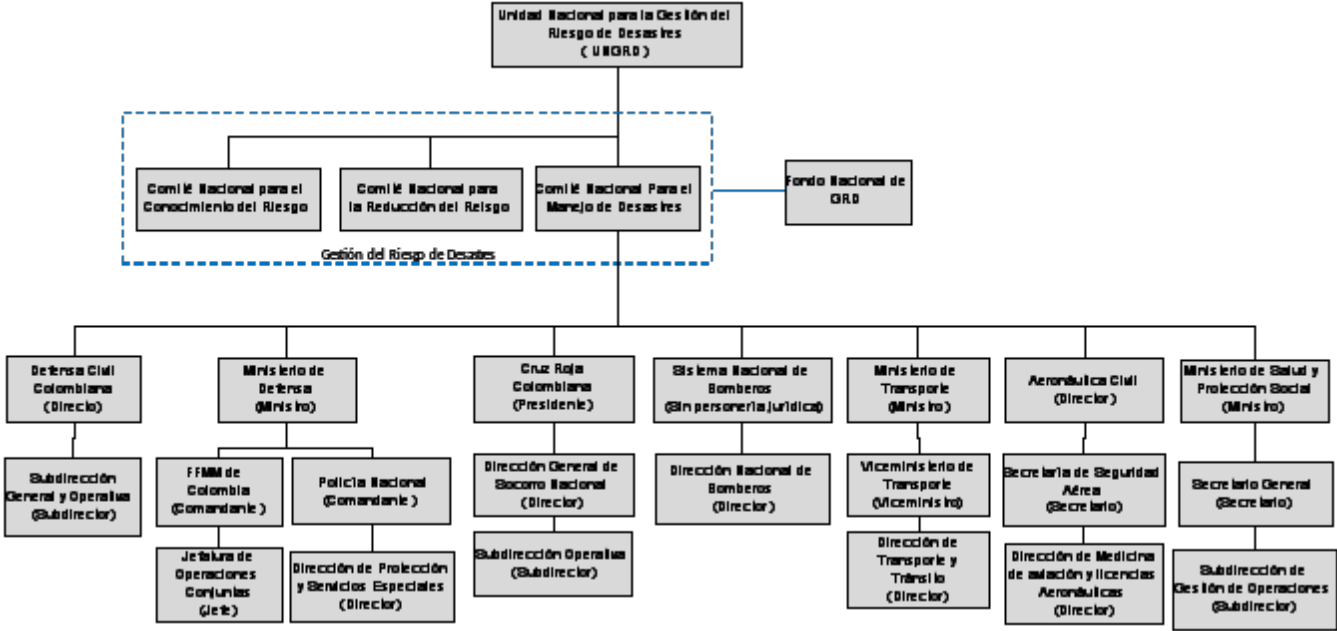 Unidad Nacional para la Gestión del
Riesgo de Desastres
( UNGRD )
Comité Nacional para el
Conocimiento del Riesgo
Comité Nacional para
la Reducción del Reisgo
Comité Nacional Para el
Manejo de Desastres
Fondo Nacional de
GRD
Gestión del Riesgo de Desastres
Defensa Civil
Colombiana
(Directo)
Ministerio de
Defensa
(Ministro)
Cruz Roja
Colombiana
(Presidente)
Sistema Nacional de
Bomberos
(Sin personería jurídica)
Ministerio de
Transporte
(Ministro)
Aeronáutica Civil
(Director)
Ministerio de Salud y
Protección Social
(Ministro)
Subdirección
General y Operativa
(Subdirector)
FFMM de
Colombia
(Comandante )
Policía Nacional
(Comandante )
Dirección General de
Socorro Nacional
(Director)
Dirección Nacional de
Bomberos
(Director)
Viceministerio de
Transporte
(Viceministro)
Secretaría de Seguridad
Aérea
(Secretario)
Secretario General
(Secretario)
Jefatura de
Operaciones
Conjuntas
(Jefe)
Dirección de Protección
y Servicios Especiales
(Director)
Subdirección Operativa
(Subdirector)
Dirección de
Transporte y
Tránsito
(Director)
Dirección de Medicina
de aviación y licencias
Aeronáuticas
(Director)
Subdirección de
Gestión de Operaciones
(Subdirector)